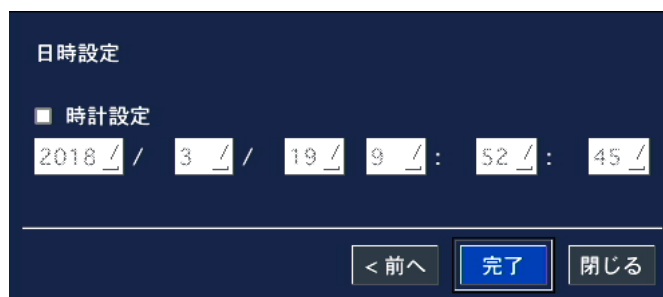 日時設定
時計設定
2018 / 3 / 19 9 : 52 : 45
<前へ 完了 閉じる